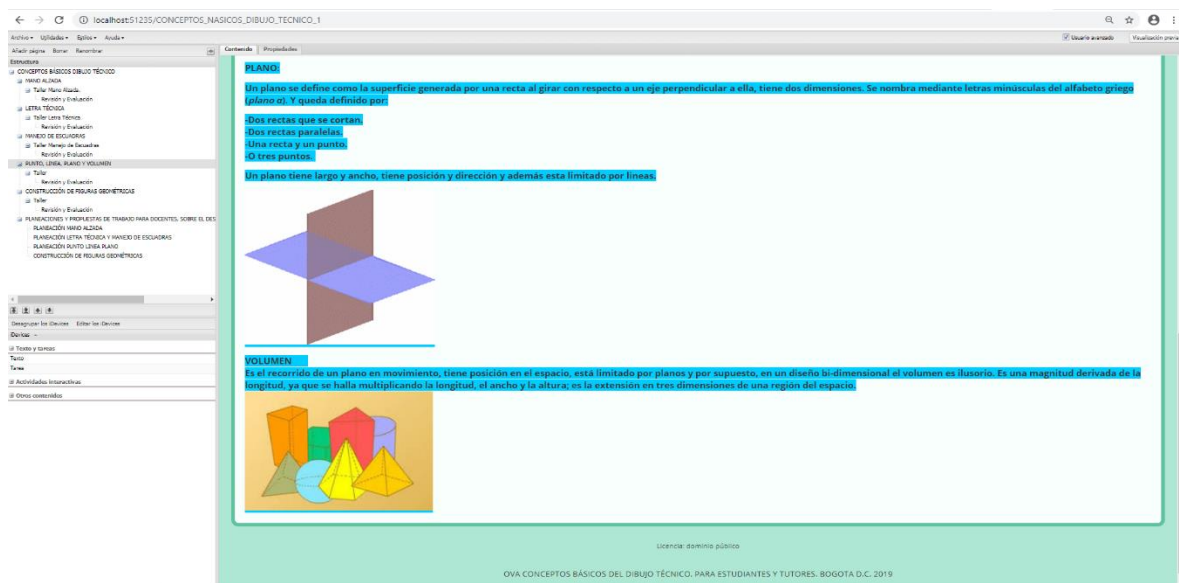 localhost:51235/CONCEPTOS_NASICOS_DIBUJO_TECNICO_1
Archivo Utilidades Estilos Ayuda
Usuario avanzado
Visualización previa
Añadir página Borrar Renombrar
Contenido Propiedades
Estructura
CONCEPTOS BÁSICOS DIBUJO TÉCNICO
MANO ALZADA
Taller Mano Alzada.
Revisión y Evaluación
LETRA TÉCNICA
Taller Letra Técnica
Revisión y Evaluación
MANEJO DE ESCUADRAS
Taller Manejo de Escuadras
Revisión y Evaluación
PUNTO, LINEA, PLANO Y VOLUMEN
Taller
Revisión y Evaluación
CONSTRUCCIÓN DE FIGURAS GEOMÉTRICAS
Taller
Revisión y Evaluación
PLANEACIONES Y PROPUESTAS DE TRABAJO PARA DOCENTES, SOBRE EL DES
PLANEACIÓN MANO ALZADA
PLANEACIÓN LETRA TÉCNICA Y MANEJO DE ESCUADRAS
PLANEACIÓN PUNTO LINEA PLANO
CONSTRUCCIÓN DE FIGURAS GEOMÉTRICAS
Desagrupar los iDevices Editar los iDevices
iDevices
Texto y tareas
Texto
Tarea
Actividades interactivas
Otros contenidos
PLANO:
Un plano se define como la superficie generada por una recta al girar con respecto a un eje perpendicular a ella, tiene dos dimensiones. Se nombra mediante letras minúsculas del alfabeto griego
(plano α). Y queda definido por:
-Dos rectas que se cortan.
-Dos rectas paralelas.
-Una recta y un punto.
-O tres puntos.
Un plano tiene largo y ancho, tiene posición y dirección y además esta limitado por líneas.
VOLUMEN
Es el recorrido de un plano en movimiento, tiene posición en el espacio, está limitado por planos y por supuesto, en un diseño bi-dimensional el volumen es ilusorio. Es una magnitud derivada de la
longitud, ya que se halla multiplicando la longitud, el ancho y la altura; es la extensión en tres dimensiones de una región del espacio.
Licencia: dominio público
OVA CONCEPTOS BÁSICOS DEL DIBUJO TÉCNICO. PARA ESTUDIANTES Y TUTORES. BOGOTA D.C. 2019